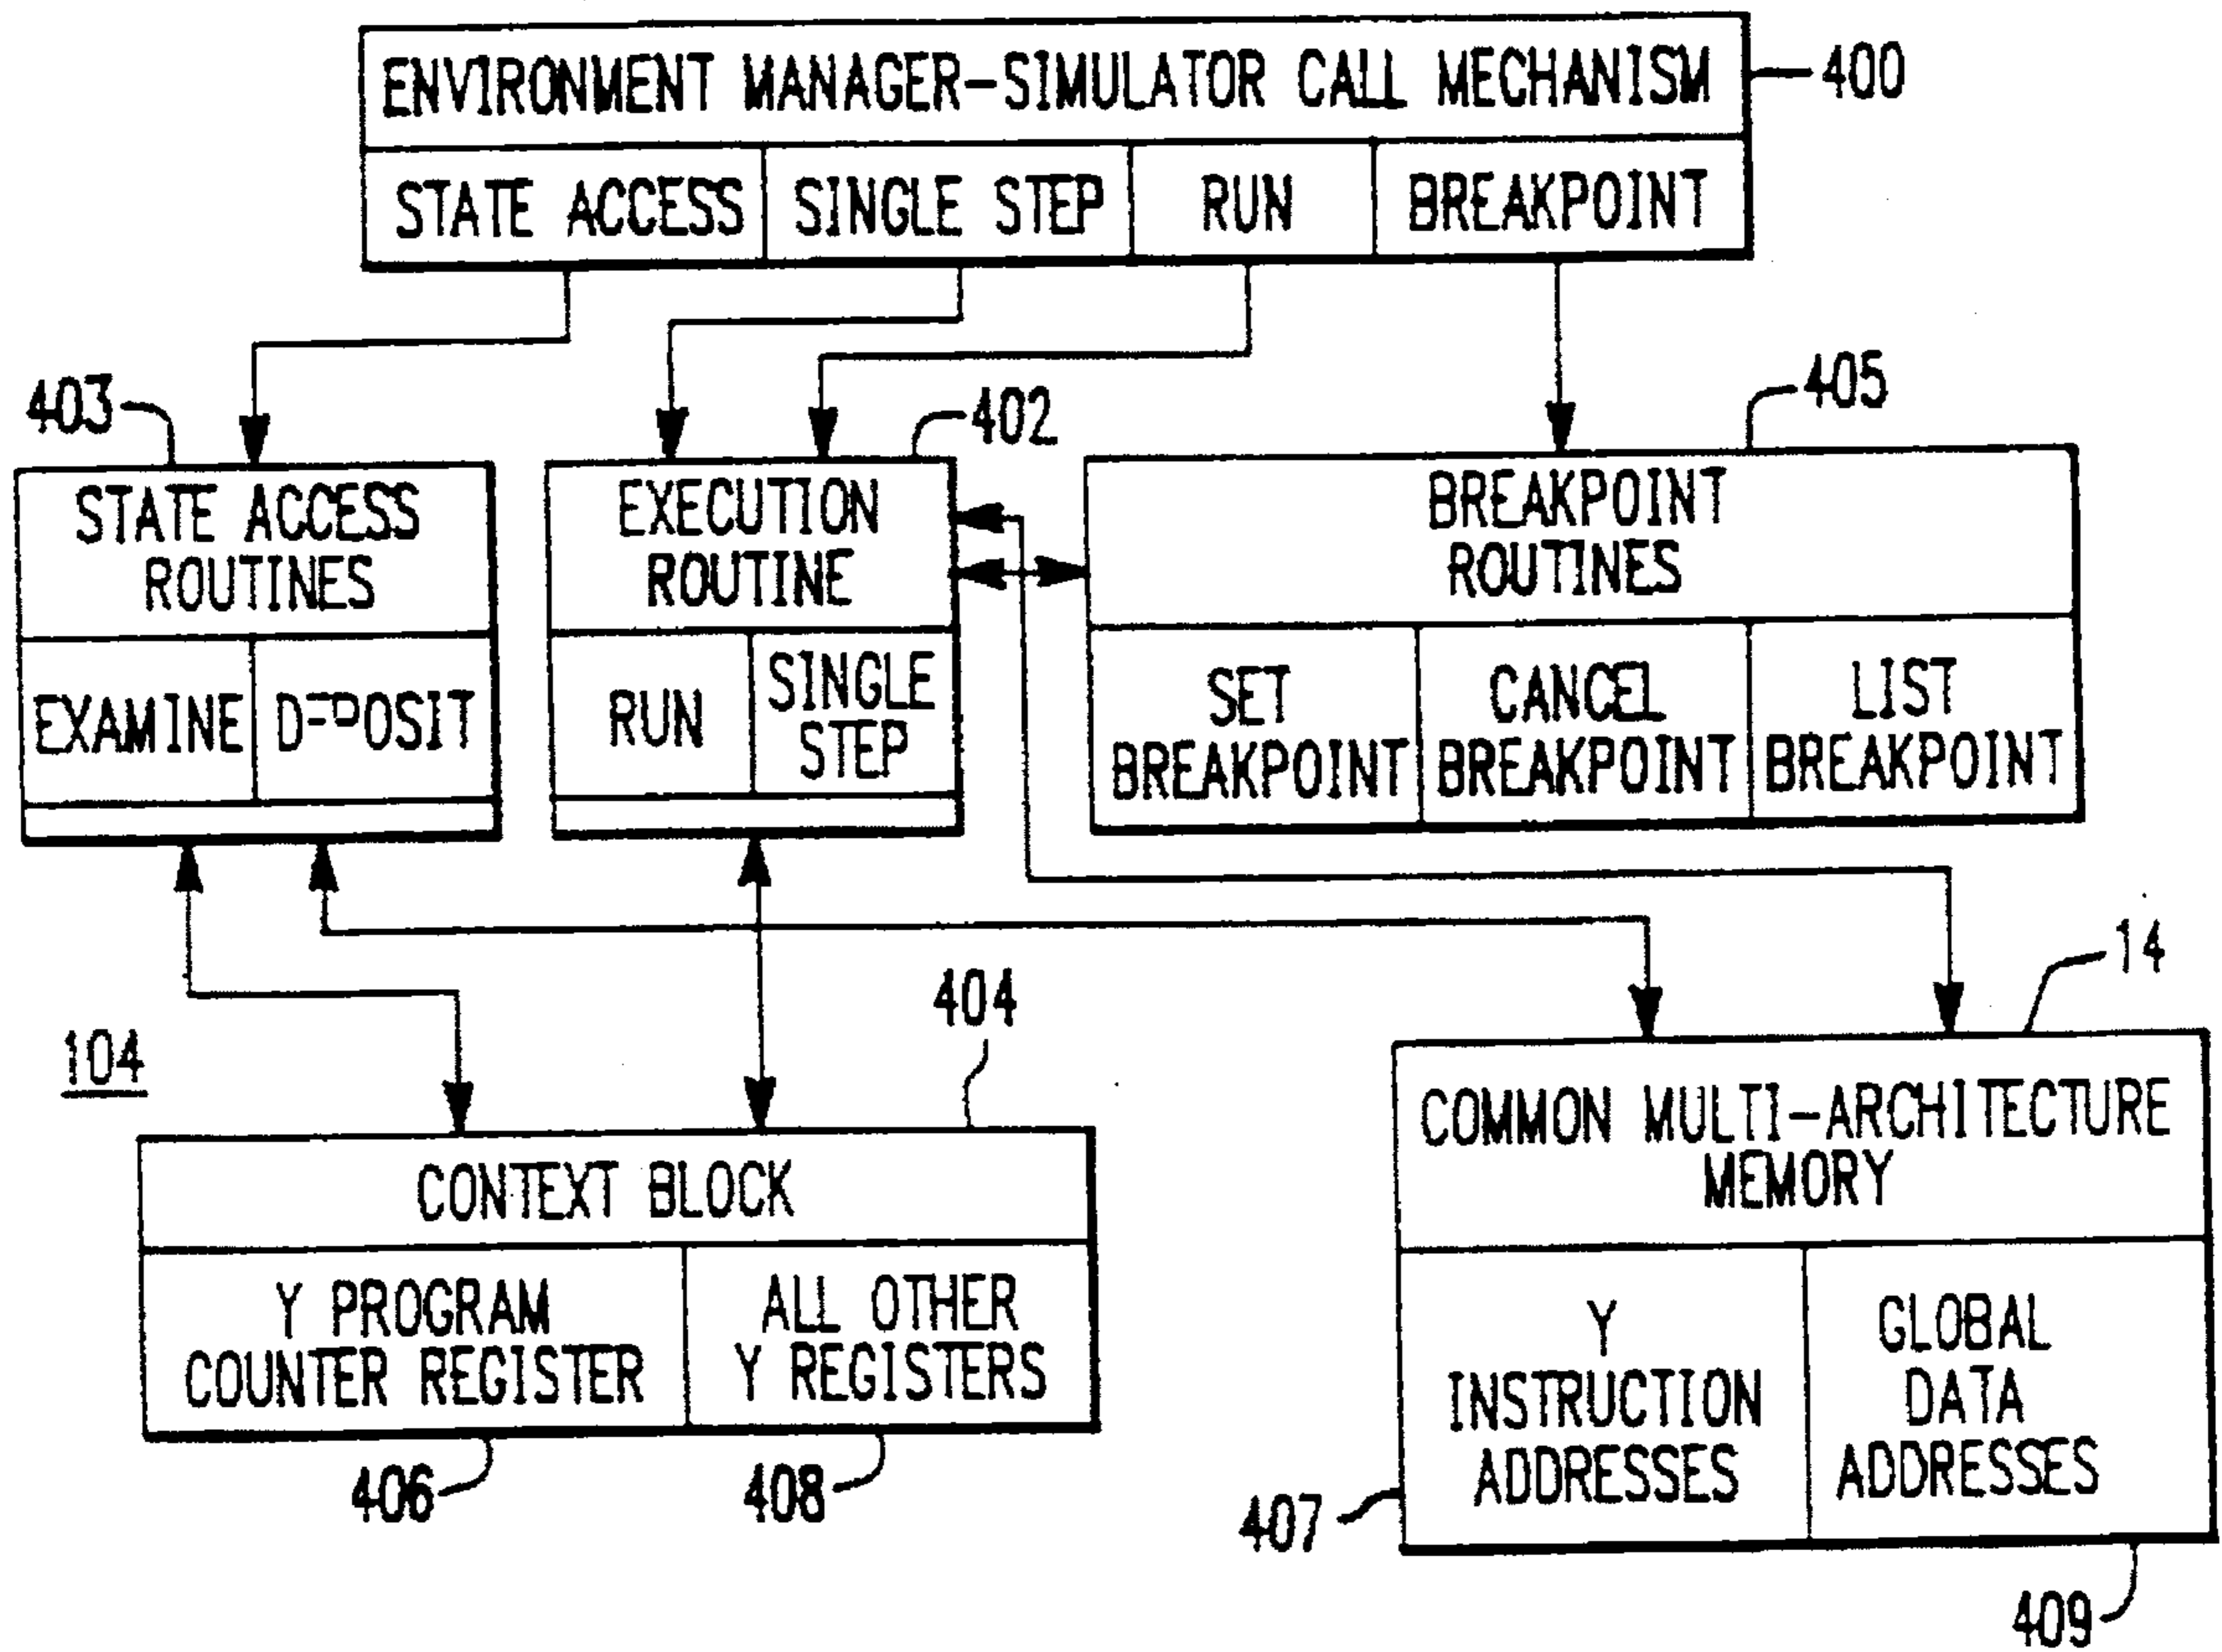 ENVIRONMENT MANAGER-SIMULATOR CALL MECHANISM
400
STATE ACCESS
SINGLE STEP
RUN
BREAKPOINT
403
402
405
STATE ACCESS
ROUTINES
EXAMINE
DEPOSIT
EXECUTION
ROUTINE
RUN
SINGLE
STEP
BREAKPOINT
ROUTINES
SET
BREAKPOINT
CANCEL
BREAKPOINT
LIST
BREAKPOINT
104
404
14
CONTEXT BLOCK
Y PROGRAM
COUNTER REGISTER
ALL OTHER
Y REGISTERS
406
408
COMMON MULTI-ARCHITECTURE
MEMORY
Y
INSTRUCTION
ADDRESSES
GLOBAL
DATA
ADDRESSES
407
409